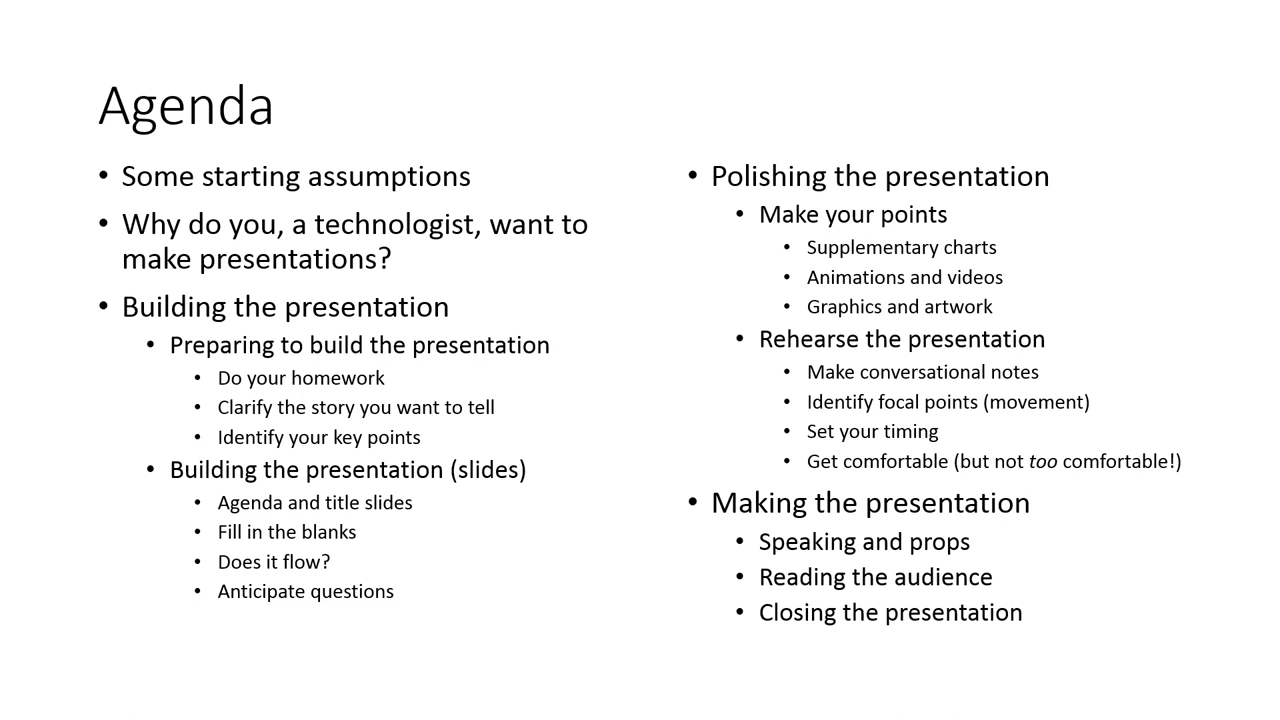 Agenda
• Some starting assumptions
• Why do you, a technologist, want to
make presentations?
• Building the presentation
• Preparing to build the presentation
• Do your homework
• Clarify the story you want to tell
• Identify your key points
• Building the presentation (slides)
• Agenda and title slides
• Fill in the blanks
• Does it flow?
• Anticipate questions
• Polishing the presentation
• Make your points
• Supplementary charts
• Animations and videos
• Graphics and artwork
• Rehearse the presentation
• Make conversational notes
• Identify focal points (movement)
• Set your timing
• Get comfortable (but not too comfortable!)
• Making the presentation
• Speaking and props
• Reading the audience
• Closing the presentation